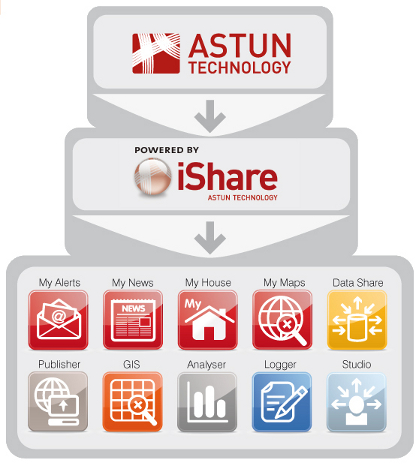 ASTUN
TECHNOLOGY
POWERED BY
iShare
ASTUN TECHNOLOGY
My Alerts My News My House My Maps Data Share
@ NEWS My
Publisher GIS Analyser Logger Studio